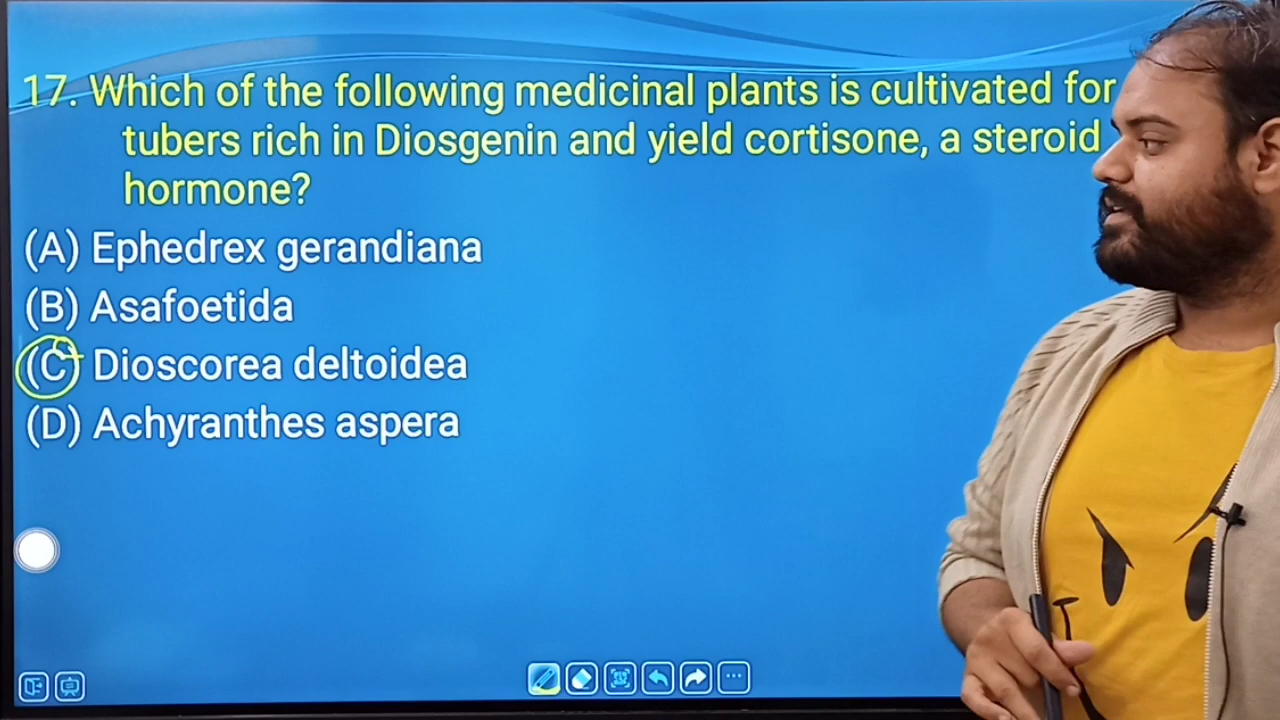 17. Which of the following medicinal plants is cultivated for
tubers rich in Diosgenin and yield cortisone, a steroid
hormone?
(A) Ephedrex gerandiana
(B) Asafoetida
(C) Dioscorea deltoidea
(D) Achyranthes aspera